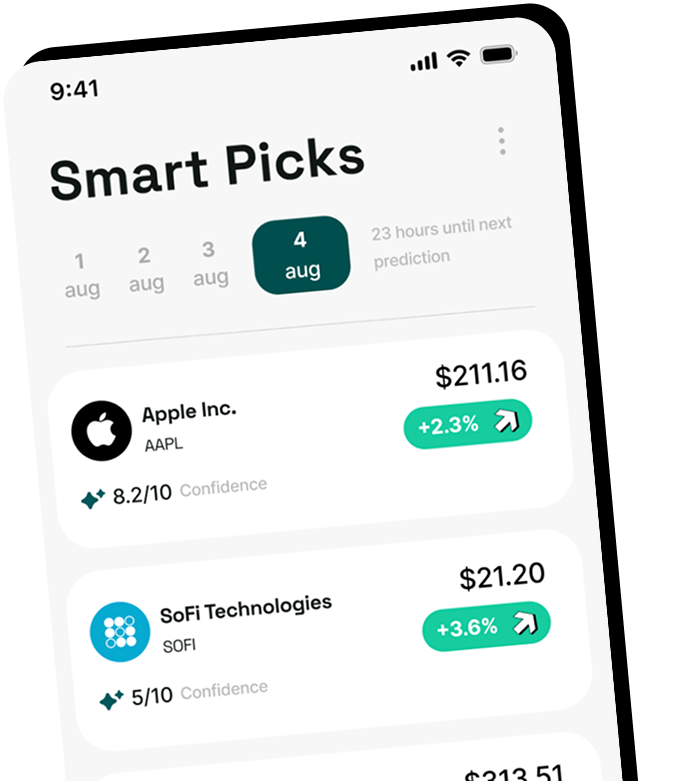 9:41
Smart Picks
1 aug
2 aug
3 aug
4 aug
23 hours until next
prediction
Apple Inc.
AAPL
$211.16
+2.3%
8.2/10 Confidence
SoFi Technologies
SOFI
$21.20
+3.6%
5/10 Confidence
$313.51